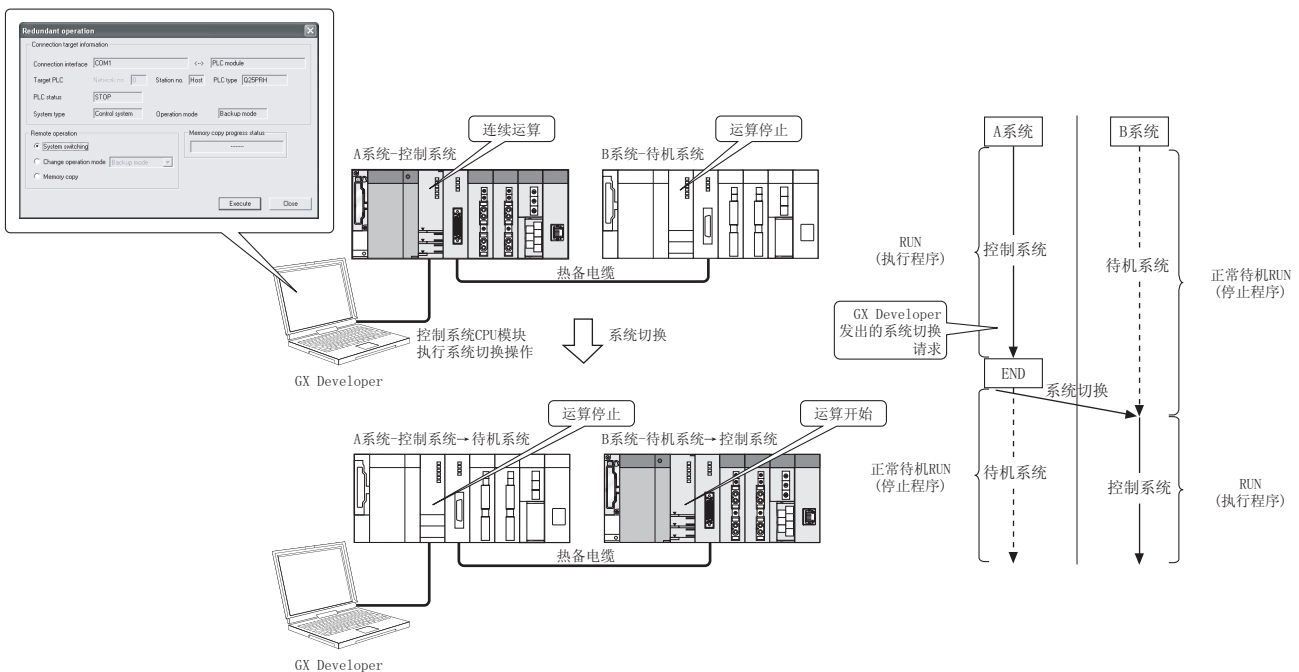 Redundant operation
Connection target information
Connection interface COM1 <--> PLC module
Target PLC Network no. 0 Station no. Host PLC type Q25PRH
PLC status STOP
System type Control system Operation mode Backup mode
Remote operation
System switching
Change operation mode Backup mode
Memory copy
Memory copy progress status
------
Execute Close
连续运算
A系统-控制系统
运算停止
B系统-待机系统
热备电缆
控制系统CPU模块
执行系统切换操作
GX Developer
系统切换
运算停止
A系统-控制系统→待机系统
运算开始
B系统-待机系统→控制系统
热备电缆
GX Developer
A系统
B系统
RUN
(执行程序)
控制系统
待机系统
正常待机RUN
(停止程序)
GX Developer
发出的系统切换
请求
END
系统切换
正常待机RUN
(停止程序)
待机系统
控制系统
RUN
(执行程序)